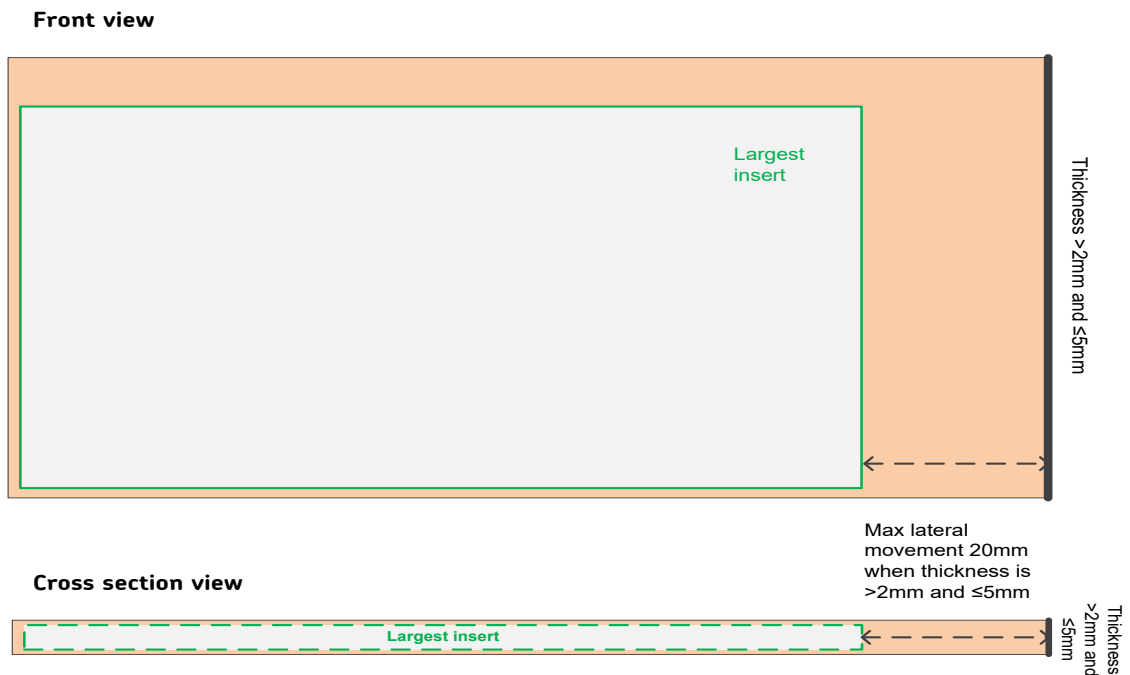 Front view
Largest
insert
Thickness >2mm and ≤5mm
Max lateral
movement 20mm
when thickness is
>2mm and ≤5mm
Cross section view
Largest insert
Thickness
>2mm and
≤5mm